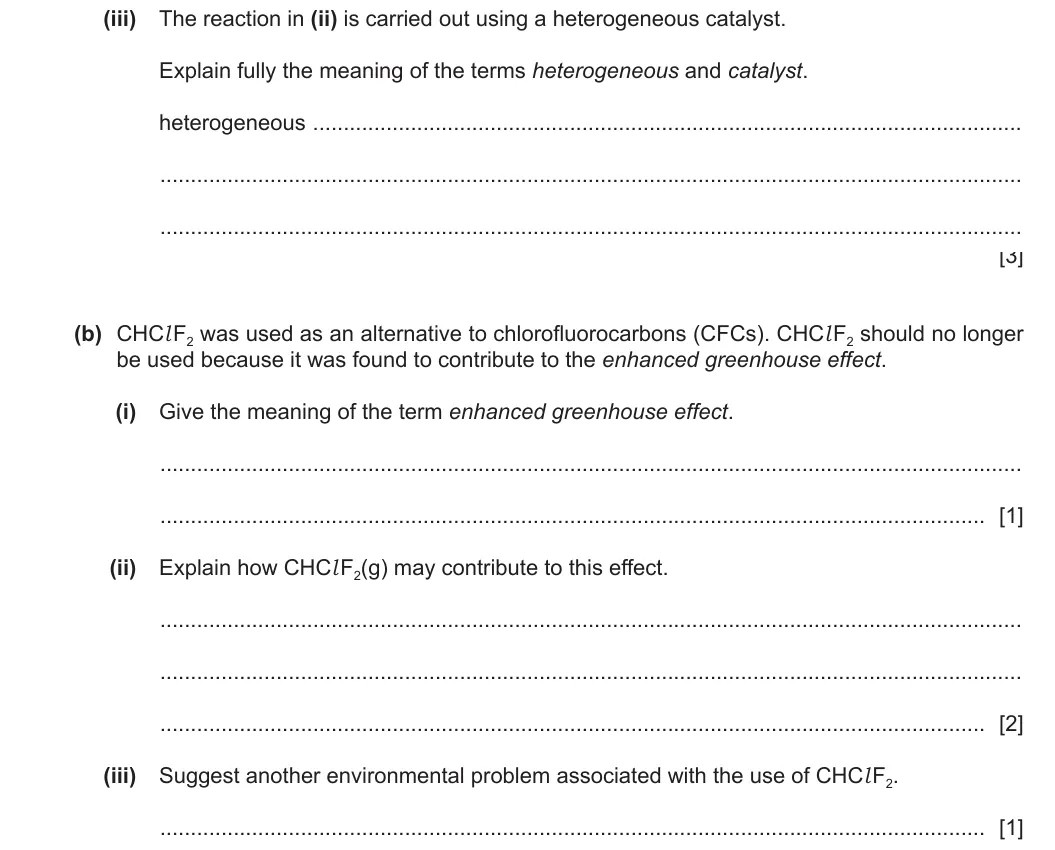 (iii) The reaction in (ii) is carried out using a heterogeneous catalyst.
Explain fully the meaning of the terms heterogeneous and catalyst.
heterogeneous ....................................................................................................................
.............................................................................................................................................
.............................................................................................................................................
[3]
(b) CHClF₂ was used as an alternative to chlorofluorocarbons (CFCs). CHClF₂ should no longer
be used because it was found to contribute to the enhanced greenhouse effect.
(i) Give the meaning of the term enhanced greenhouse effect.
.............................................................................................................................................
....................................................................................................................................... [1]
(ii) Explain how CHClF₂(g) may contribute to this effect.
.............................................................................................................................................
.............................................................................................................................................
....................................................................................................................................... [2]
(iii) Suggest another environmental problem associated with the use of CHClF₂.
....................................................................................................................................... [1]